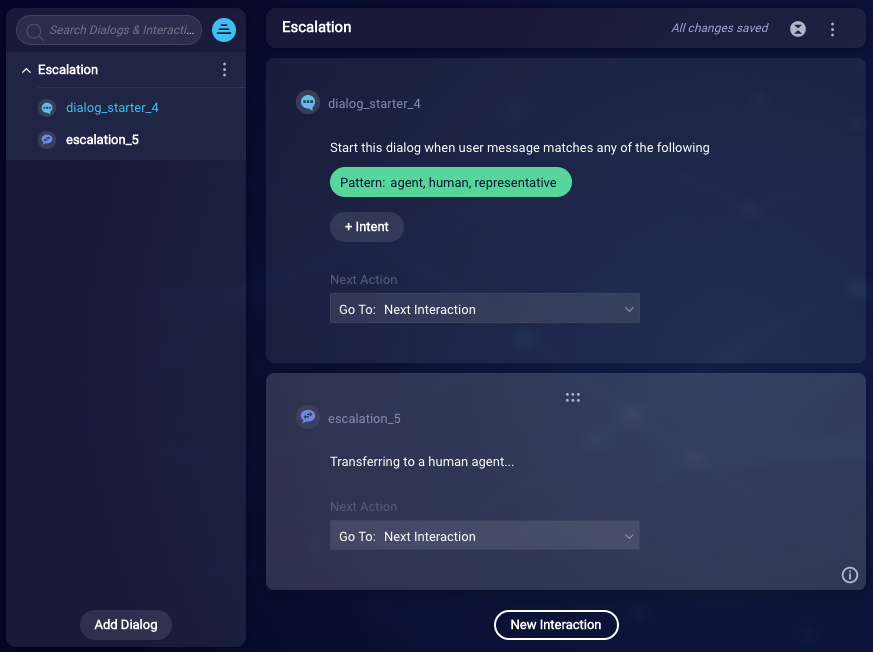 Search Dialogs & Interacti...
Escalation
dialog_starter_4
escalation_5
Add Dialog
Escalation
All changes saved
dialog_starter_4
Start this dialog when user message matches any of the following
Pattern: agent, human, representative
+ Intent
Next Action
Go To: Next Interaction
escalation_5
Transferring to a human agent...
Next Action
Go To: Next Interaction
New Interaction